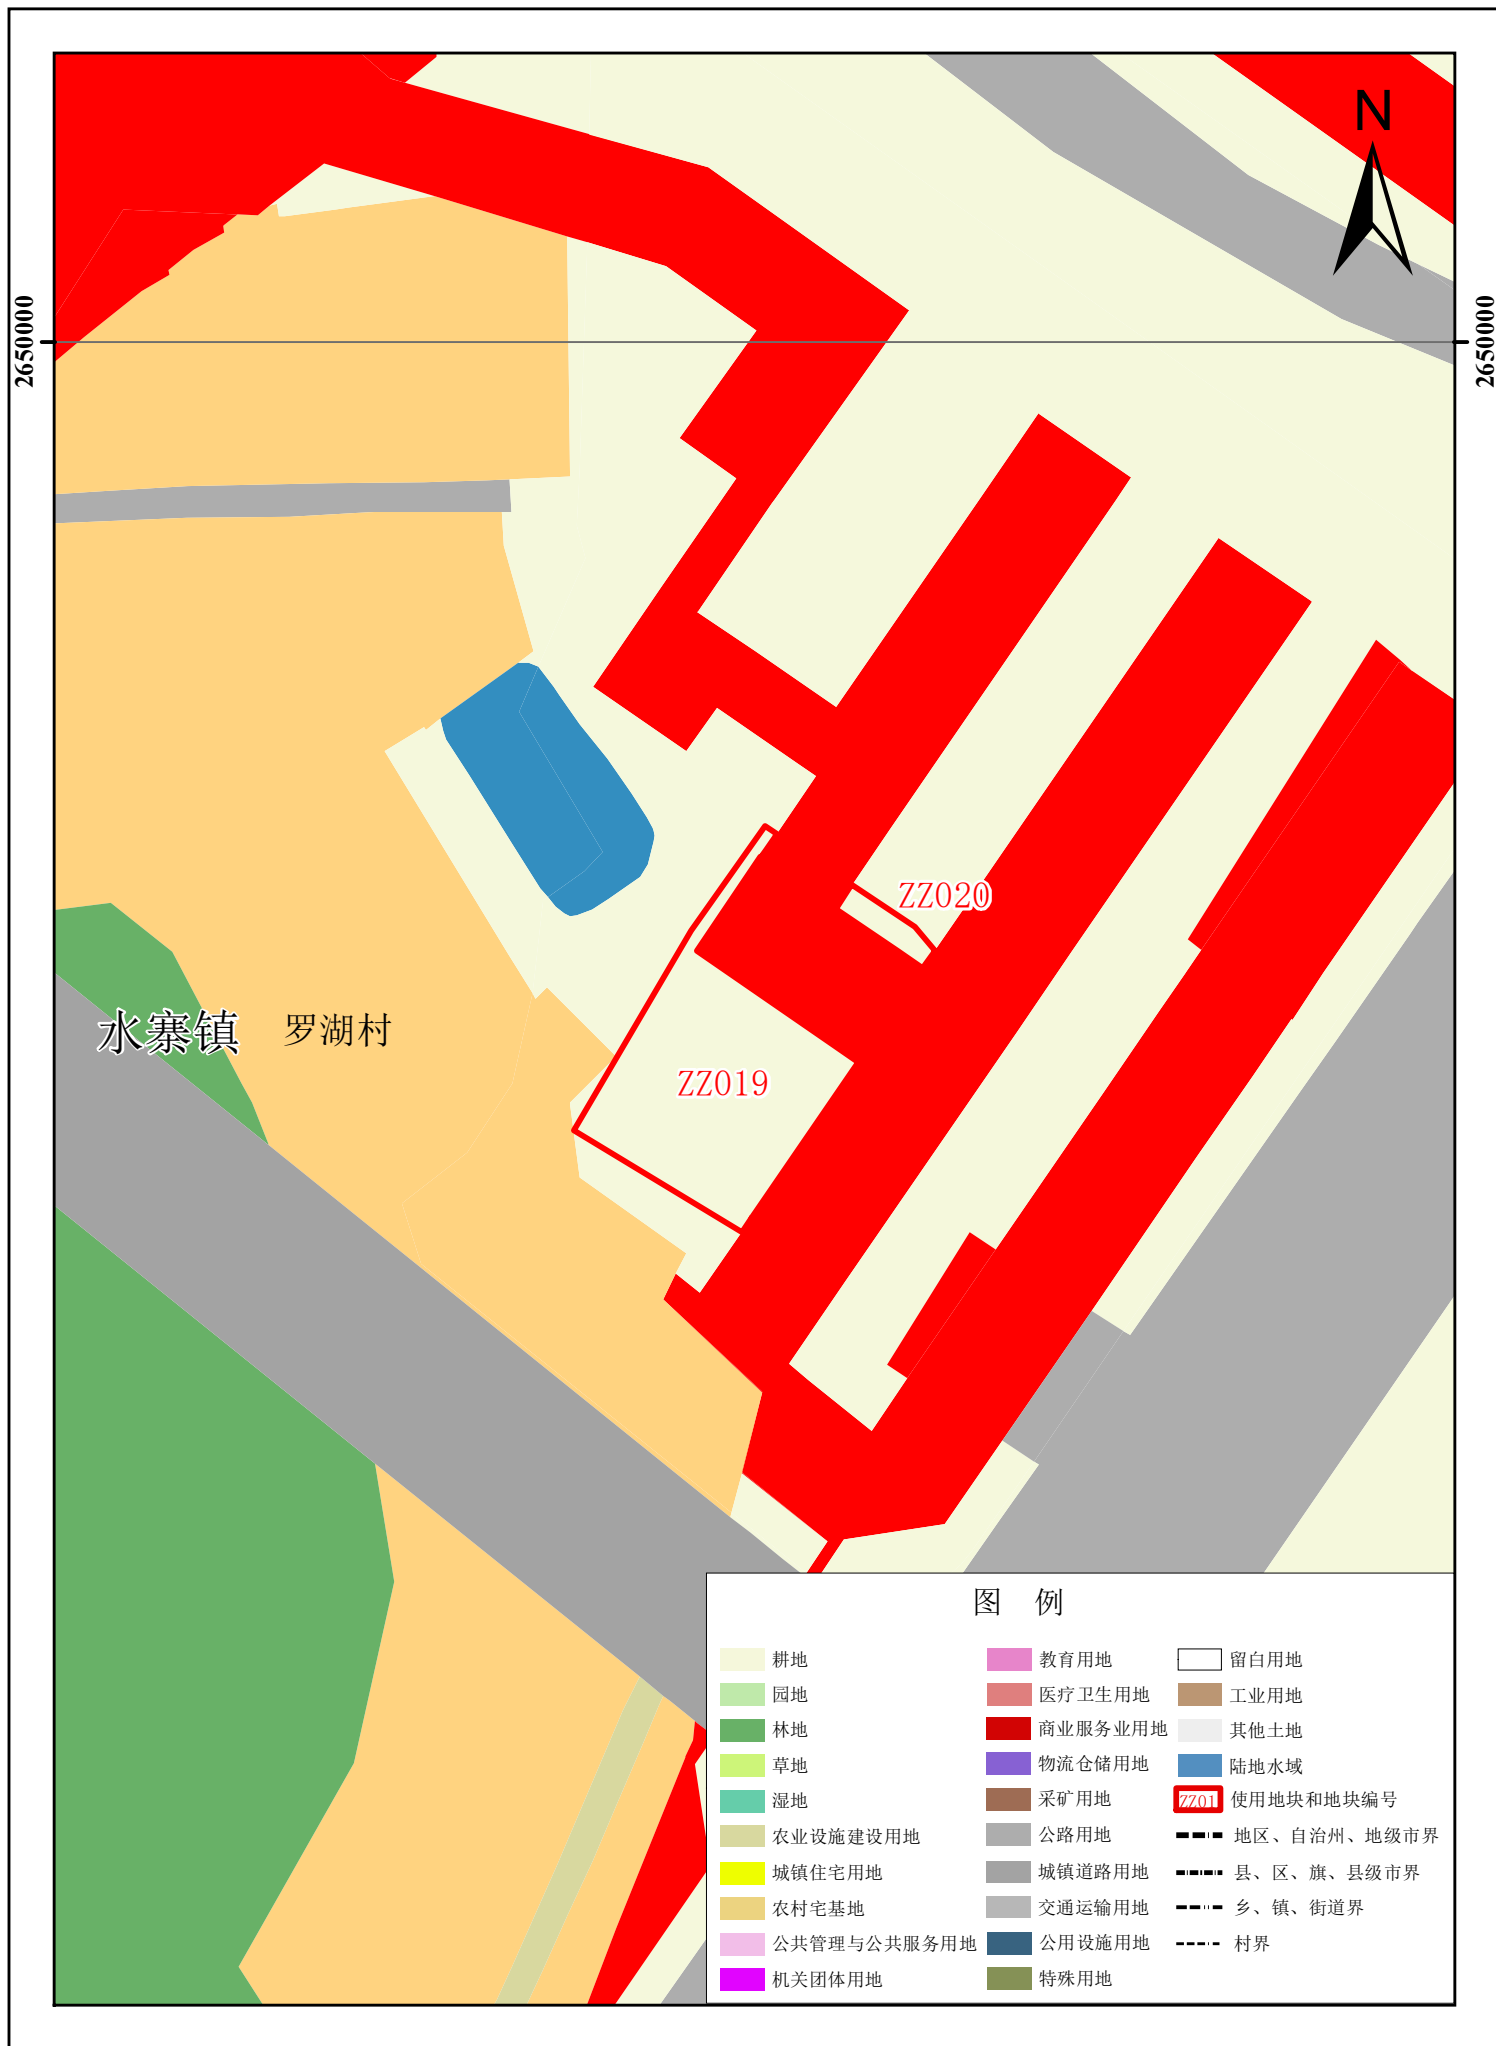 N
2650000
2650000
ZZ020
水寨镇
罗湖村
ZZ019
图 例
耕地
园地
林地
草地
湿地
农业设施建设用地
城镇住宅用地
农村宅基地
公共管理与公共服务用地
机关团体用地
教育用地
医疗卫生用地
商业服务业用地
物流仓储用地
采矿用地
公路用地
城镇道路用地
交通运输用地
公用设施用地
特殊用地
留白用地
工业用地
其他土地
陆地水域
ZZ01 使用地块和地块编号
地区、自治州、地级市界
县、区、旗、县级市界
乡、镇、街道界
村界